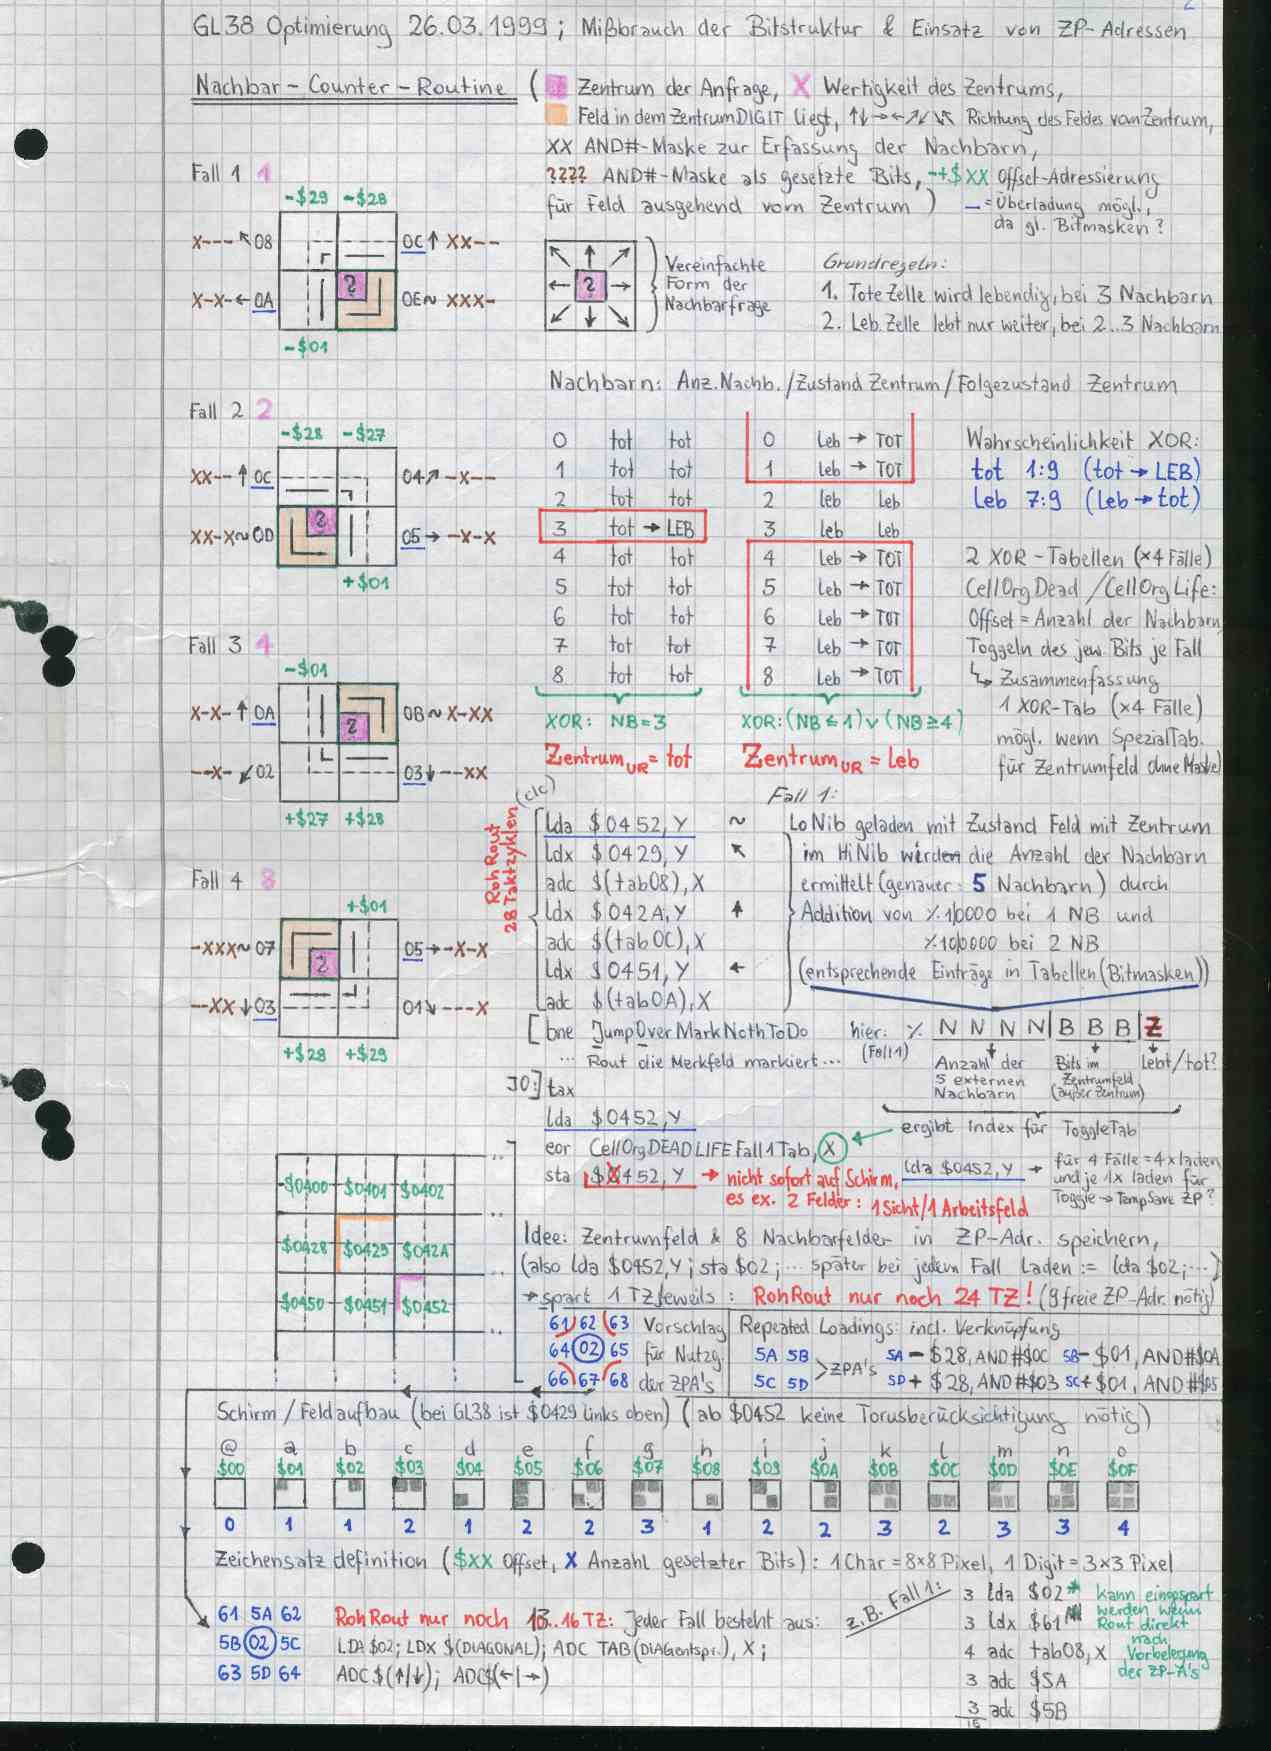 GL38 Optimierung 26.03.1999 ; Mißbrauch der Bitstruktur & Einsatz von ZP-Adressen
Nachbar-Counter-Routine ( Zentrum der Anfrage, X Wertigkeit des Zentrums,
Feld in dem Zentrum DIGIT liegt, ↑↓→←↗↙↘↖ Richtung des Feldes vom Zentrum,
XX AND#-Maske zur Erfassung der Nachbarn,
???? AND#-Maske als gesetzte Bits, -+$XX Offset-Adressierung
für Feld ausgehend vom Zentrum ) _ = Überladung mögl.,
da gl. Bitmasken?
Fall 1 1
-$29 -$28
X--- ↖ 08
0C ↑ XX--
X-X- ← 0A
?
0E ~ XXX-
-$01
?
Vereinfachte
Form der
Nachbarfrage
Grundregeln:
1. Tote Zelle wird lebendig, bei 3 Nachbarn
2. Leb. Zelle lebt nur weiter, bei 2..3 Nachbarn
Nachbarn: Anz. Nachb. / Zustand Zentrum / Folgezustand Zentrum
Fall 2 2
-$28 -$27
XX-- ↑ 0C
04 ↗ -X--
XX-X ~ 0D
?
05 → -X-X
+$01
0 tot tot
1 tot tot
2 tot tot
3 tot → LEB
4 tot tot
5 tot tot
6 tot tot
7 tot tot
8 tot tot
XOR: NB=3
Zentrum UR = tot
0 Leb → TOT
1 Leb → TOT
2 leb Leb
3 leb Leb
4 Leb → TOT
5 Leb → TOT
6 Leb → TOT
7 Leb → TOT
8 Leb → TOT
XOR: (NB ≤ 1) v (NB ≥ 4)
Zentrum UR = Leb
Wahrscheinlichkeit XOR:
tot 1:9 (tot → LEB)
Leb 7:9 (Leb → tot)
2 XOR-Tabellen (x4 Fälle)
CellOrgDead / CellOrgLife:
Offset = Anzahl der Nachbarn
Toggeln des jew. Bits je Fall
↳ Zusammenfassung
1 XOR-Tab (x4 Fälle)
mögl. wenn SpezialTab.
für Zentrumfeld ohne Maske)
Fall 3 4
-$01
X-X- ↑ 0A
?
0B ~ X-XX
--X- ↙ 02
03 ↓ --XX
+$27 +$28
Fall 4 8
+$01
-XXX ~ 07
?
05 → -X-X
--XX ↓ 03
01 ↘ ---X
+$28 +$29
(clc)
RohRout
28 Taktzyklen
Fall 1:
lda $0452,Y ~ LoNib geladen mit Zustand Feld mit Zentrum
ldx $0429,Y ↖ im HiNib werden die Anzahl der Nachbarn
adc $(tab08),X ermittelt (genauer: 5 Nachbarn) durch
ldx $042A,Y ↑ Addition von %1|0000 bei 1 NB und
adc $(tab0C),X %10|0000 bei 2 NB
ldx $0451,Y ← (entsprechende Einträge in Tabellen (Bitmasken))
adc $(tab0A),X
[bne JumpOverMarkNothToDo
... Rout die Merkfeld markiert...
JO:] tax
lda $0452,Y
eor CellOrgDEADLIFEFall1Tab,X
sta $0452,Y → nicht sofort auf Schirm,
es ex. 2 Felder: 1 Sicht/1 Arbeitsfeld
hier: % N N N N | B B B | Z
(Fall 1)
Anzahl der
5 externen
Nachbarn
Bits im
Zentrumfeld
(außer Zentrum)
Lebt/tot?
ergibt Index für ToggleTab
lda $0452,Y → für 4 Fälle = 4x laden
und je 1x laden für
Toggle → TempSave ZP?
$0400 $0401 $0402 ..
$0428 $0429 $042A ..
$0450 $0451 $0452
..
Idee: Zentrumfeld & 8 Nachbarfelder in ZP-Adr. speichern,
(also lda $0452,Y ; sta $02 ; ... später bei jedem Fall Laden := lda $02 ; ...)
→ spart 1 TZ jeweils : RohRout nur noch 24 TZ! (9 freie ZP-Adr. nötig)
61 62 63 Vorschlag
64 02 65 für Nutzg.
66 67 68 der ZPA's
Repeated Loadings: incl. Verknüpfung
5A 5B
5C 5D
> ZPA's
5A - $28, AND #$0C 5B - $01, AND #$0A
5D + $28, AND #$03 5C + $01, AND #$05
Schirm / Feldaufbau (bei GL38 ist $0429 links oben) (ab $0452 keine Torusberücksichtigung nötig)
@ a b c d e f g h i j k l m n o
$00 $01 $02 $03 $04 $05 $06 $07 $08 $09 $0A $0B $0C $0D $0E $0F
0 1 1 2 1 2 2 3 1 2 2 3 2 3 3 4
Zeichensatz definition ($XX Offset, X Anzahl gesetzter Bits): 1 Char = 8x8 Pixel, 1 Digit = 3x3 Pixel
61 5A 62
5B 02 5C
63 5D 64
RohRout nur noch 13..16 TZ: Jeder Fall besteht aus:
LDA $02; LDX $(DIAGONAL); ADC TAB(DIAGentspr.), X ;
ADC $(↑/↓); ADC $(←|→)
z.B. Fall 1:
3 lda $02*
3 ldx $61
4 adc tab08, X
3 adc $5A
3 adc $5B
kann eingespart
werden wenn
Rout direkt
nach
Vorbelegung
der ZP-A's